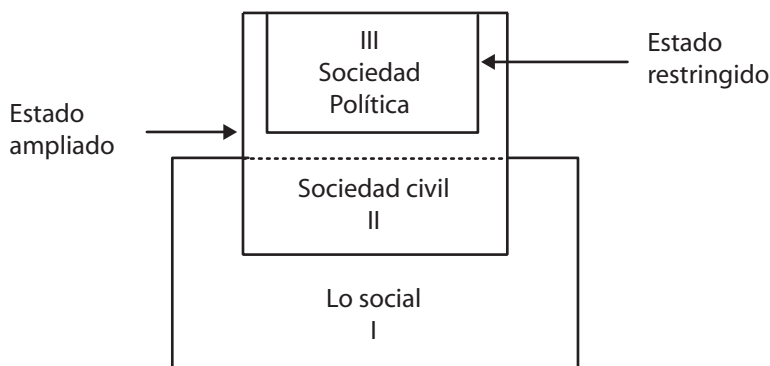 III
Sociedad
Política
Estado
restringido
Estado
ampliado
Sociedad civil
II
Lo social
I